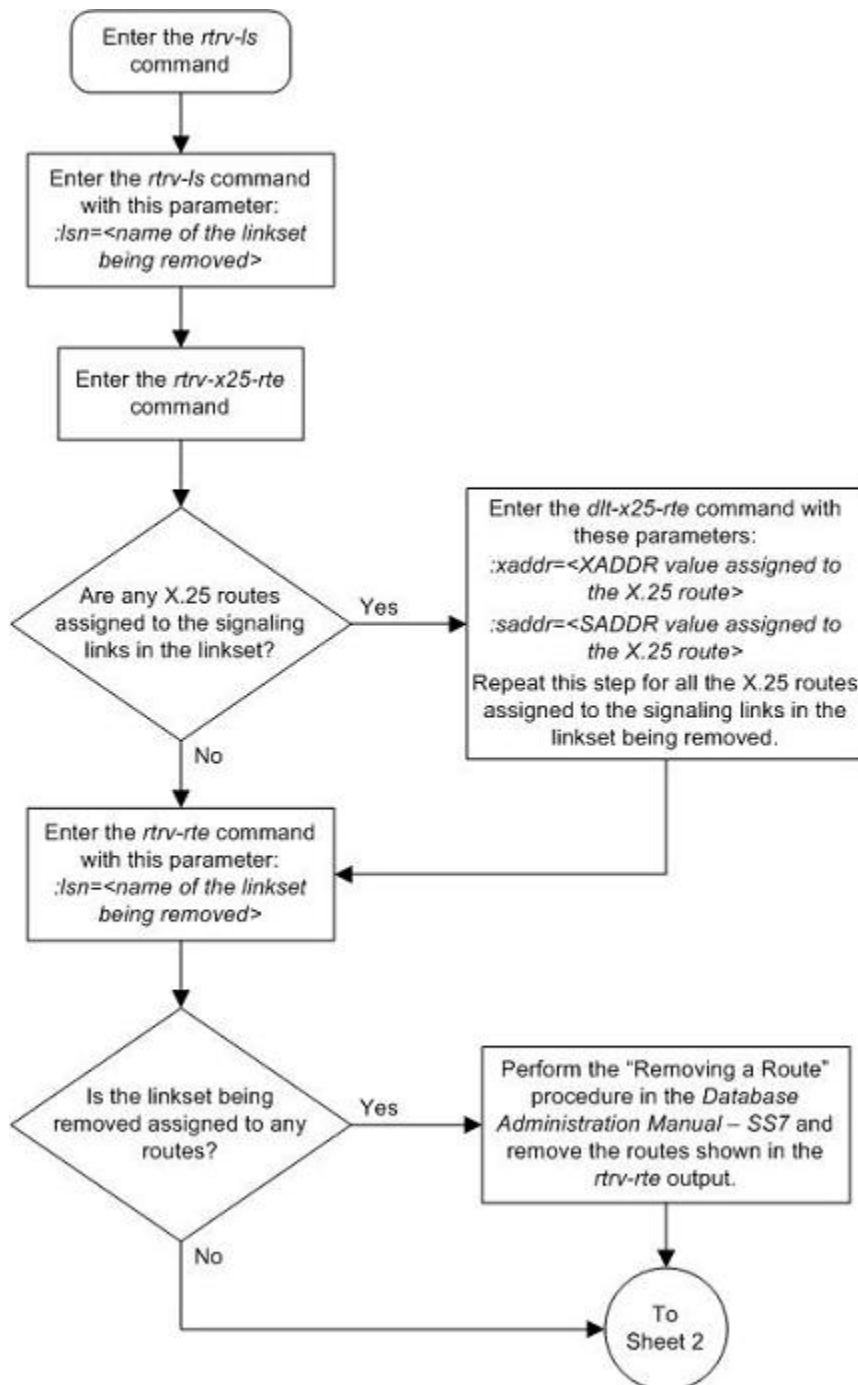 Enter the rtrv-ls
command
Enter the rtrv-ls command
with this parameter:
:lsn=<name of the linkset
being removed>
Enter the rtrv-x25-rte
command
Are any X.25 routes
assigned to the signaling
links in the linkset?
Yes
Enter the dlt-x25-rte command with
these parameters:
:xaddr=<XADDR value assigned to
the X.25 route>
:saddr=<SADDR value assigned to
the X.25 route>
Repeat this step for all the X.25 routes
assigned to the signaling links in the
linkset being removed.
No
Enter the rtrv-rte command
with this parameter:
:lsn=<name of the linkset
being removed>
Is the linkset being
removed assigned to any
routes?
Yes
Perform the “Removing a Route”
procedure in the Database
Administration Manual – SS7 and
remove the routes shown in the
rtrv-rte output.
No
To
Sheet 2